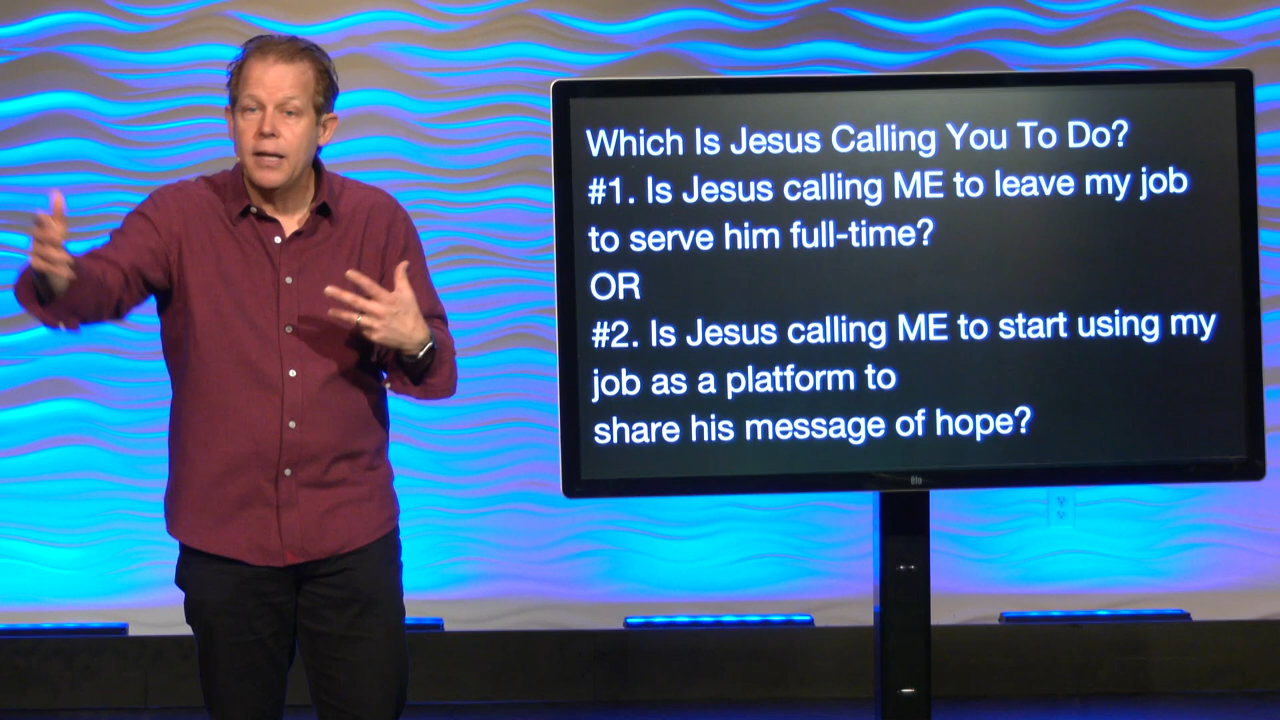 Which Is Jesus Calling You To Do?
#1. Is Jesus calling ME to leave my job
to serve him full-time?
OR
#2. Is Jesus calling ME to start using my
job as a platform to
share his message of hope?
elo